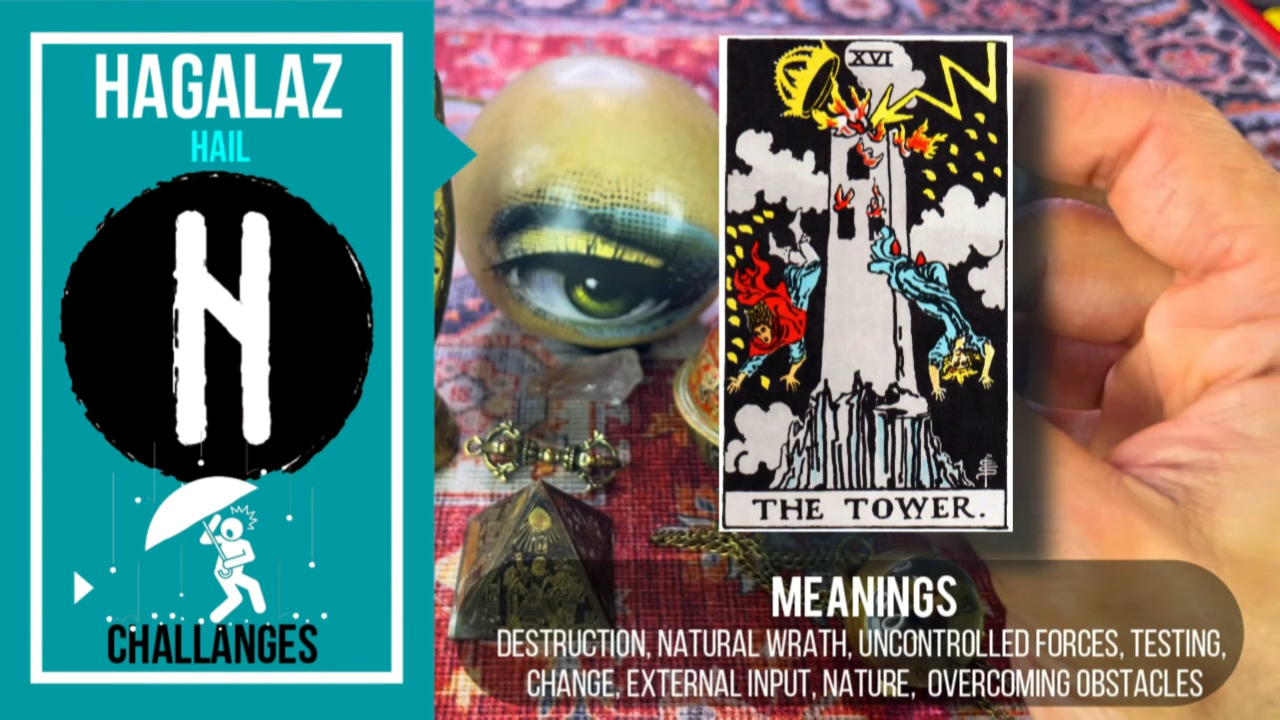 HAGALAZ
HAIL
CHALLANGES
XVI
THE TOWER.
MEANINGS
DESTRUCTION, NATURAL WRATH, UNCONTROLLED FORCES, TESTING,
CHANGE, EXTERNAL INPUT, NATURE, OVERCOMING OBSTACLES